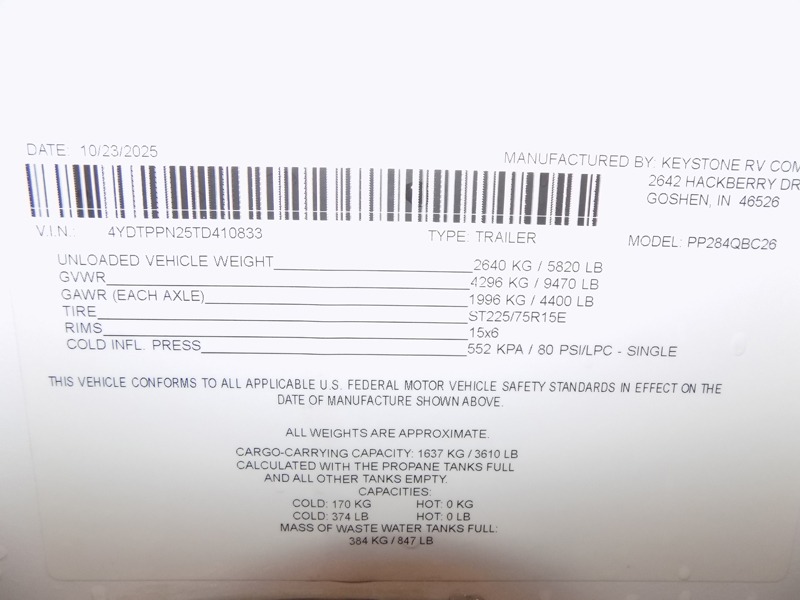 DATE: 10/23/2025
MANUFACTURED BY: KEYSTONE RV COM
2642 HACKBERRY DR
GOSHEN, IN 46526
V.I.N.: 4YDTPPN25TD410833
TYPE: TRAILER
MODEL: PP284QBC26
UNLOADED VEHICLE WEIGHT 2640 KG / 5820 LB
GVWR 4296 KG / 9470 LB
GAWR (EACH AXLE) 1996 KG / 4400 LB
TIRE ST225/75R15E
RIMS 15x6
COLD INFL. PRESS 552 KPA / 80 PSI/LPC - SINGLE
THIS VEHICLE CONFORMS TO ALL APPLICABLE U.S. FEDERAL MOTOR VEHICLE SAFETY STANDARDS IN EFFECT ON THE
DATE OF MANUFACTURE SHOWN ABOVE.
ALL WEIGHTS ARE APPROXIMATE.
CARGO-CARRYING CAPACITY: 1637 KG / 3610 LB
CALCULATED WITH THE PROPANE TANKS FULL
AND ALL OTHER TANKS EMPTY.
CAPACITIES:
COLD: 170 KG HOT: 0 KG
COLD: 374 LB HOT: 0 LB
MASS OF WASTE WATER TANKS FULL:
384 KG / 847 LB